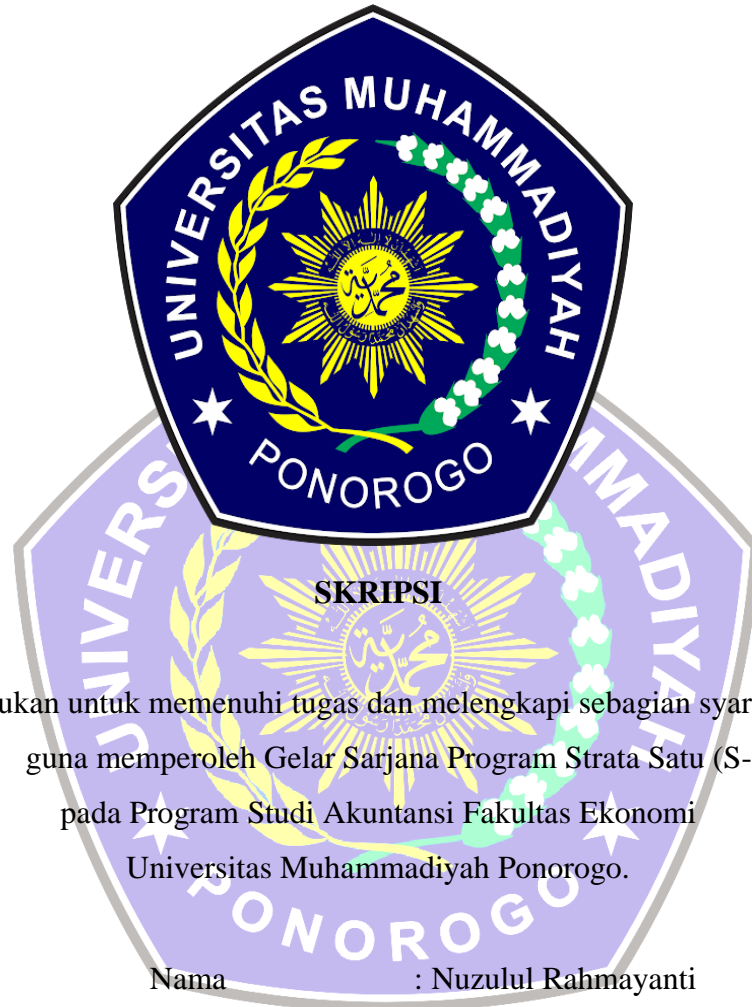 UNIVERSITAS MUHAMMADIYAH
PONOROGO
SKRIPSI
ukan untuk memenuhi tugas dan melengkapi sebagian syar
guna memperoleh Gelar Sarjana Program Strata Satu (S-
pada Program Studi Akuntansi Fakultas Ekonomi
Universitas Muhammadiyah Ponorogo.
PONOROGO
Nama : Nuzulul Rahmayanti